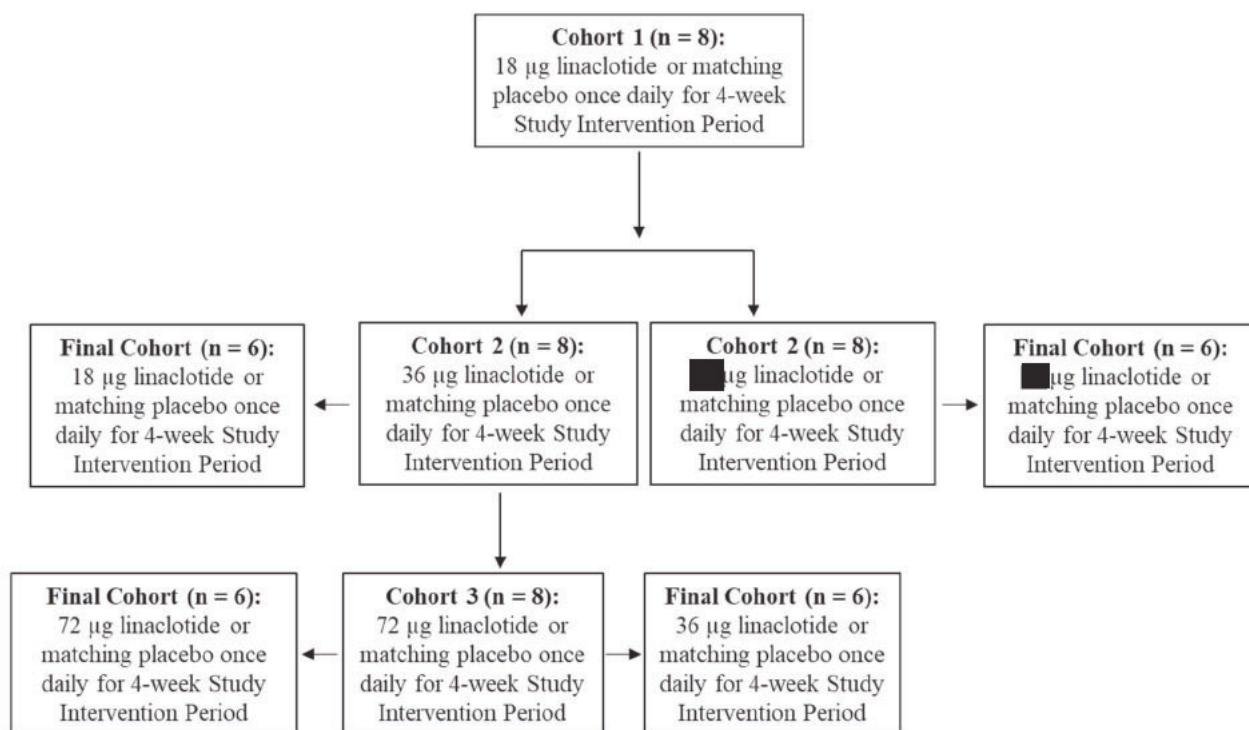 Cohort 1 (n = 8):
18 µg linaclotide or matching
placebo once daily for 4-week
Study Intervention Period
Final Cohort (n = 6):
18 µg linaclotide or
matching placebo once
daily for 4-week Study
Intervention Period
Cohort 2 (n = 8):
36 µg linaclotide or
matching placebo once
daily for 4-week Study
Intervention Period
Cohort 2 (n = 8):
µg linaclotide or
matching placebo once
daily for 4-week Study
Intervention Period
Final Cohort (n = 6):
µg linaclotide or
matching placebo once
daily for 4-week Study
Intervention Period
Final Cohort (n = 6):
72 µg linaclotide or
matching placebo once
daily for 4-week Study
Intervention Period
Cohort 3 (n = 8):
72 µg linaclotide or
matching placebo once
daily for 4-week Study
Intervention Period
Final Cohort (n = 6):
36 µg linaclotide or
matching placebo once
daily for 4-week Study
Intervention Period